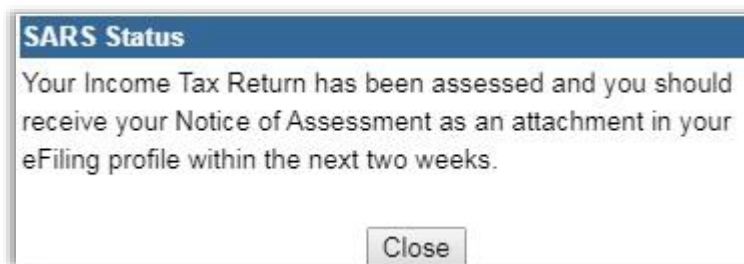 SARS Status
Your Income Tax Return has been assessed and you should
receive your Notice of Assessment as an attachment in your
eFiling profile within the next two weeks.
Close